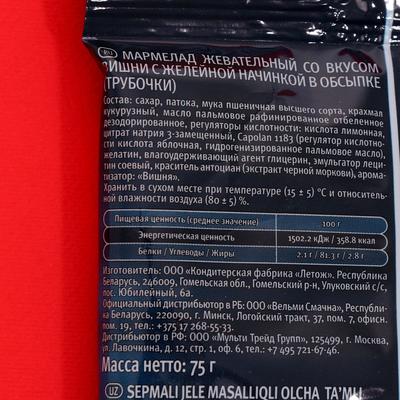 RU МАРМЕЛАД ЖЕВАТЕЛЬНЫЙ СО ВКУСОМ
ВИШНИ С ЖЕЛЕЙНОЙ НАЧИНКОЙ В ОБСЫПКЕ
(ТРУБОЧКИ)
Состав: сахар, патока, мука пшеничная высшего сорта, крахмал
кукурузный, масло пальмовое рафинированное отбеленное
дезодорированное, регуляторы кислотности: кислота лимонная,
цитрат натрия 3-замещенный, Capolan 1183 (регулятор кислотно-
сти кислота яблочная, гидрогенизированное пальмовое масло),
желатин, влагоудерживающий агент глицерин, эмульгатор леци-
тин соевый, краситель антоциан (экстракт черной моркови), арома-
тизатор: «Вишня».
Хранить в сухом месте при температуре (15 ± 5) °C и относитель-
ной влажности воздуха (80 ± 5) %.
Пищевая ценность (среднее значение) 100 г
Энергетическая ценность 1502.2 кДж / 358.8 ккал
Белки / Углеводы / Жиры 2.1 г / 81.3 г / 2.8 г
Изготовитель: ООО «Кондитерская фабрика «Леток». Республика
Беларусь, 246009, Гомельская обл., Гомельский р-н, Улуковский с/с,
пос. Юбилейный, 6а.
Официальный дистрибьютор в РБ: ООО «Вельми Смачна», Республи-
ка Беларусь, 220090, г. Минск, Логойский тракт, 37, пом. 7, офисн.
пом. 19, тел.: +375 17 268-55-33.
Дистрибьютор в РФ: ООО «Мульти Трейд Групп», 125499, г. Москва,
ул. Лавочкина, д. 12, стр. 1, оф. 6, тел.: +7 495 721-67-46.
Масса нетто: 75 г
UZ SEPMALI JELE MASALLIQLI OLCHA TA'MLI